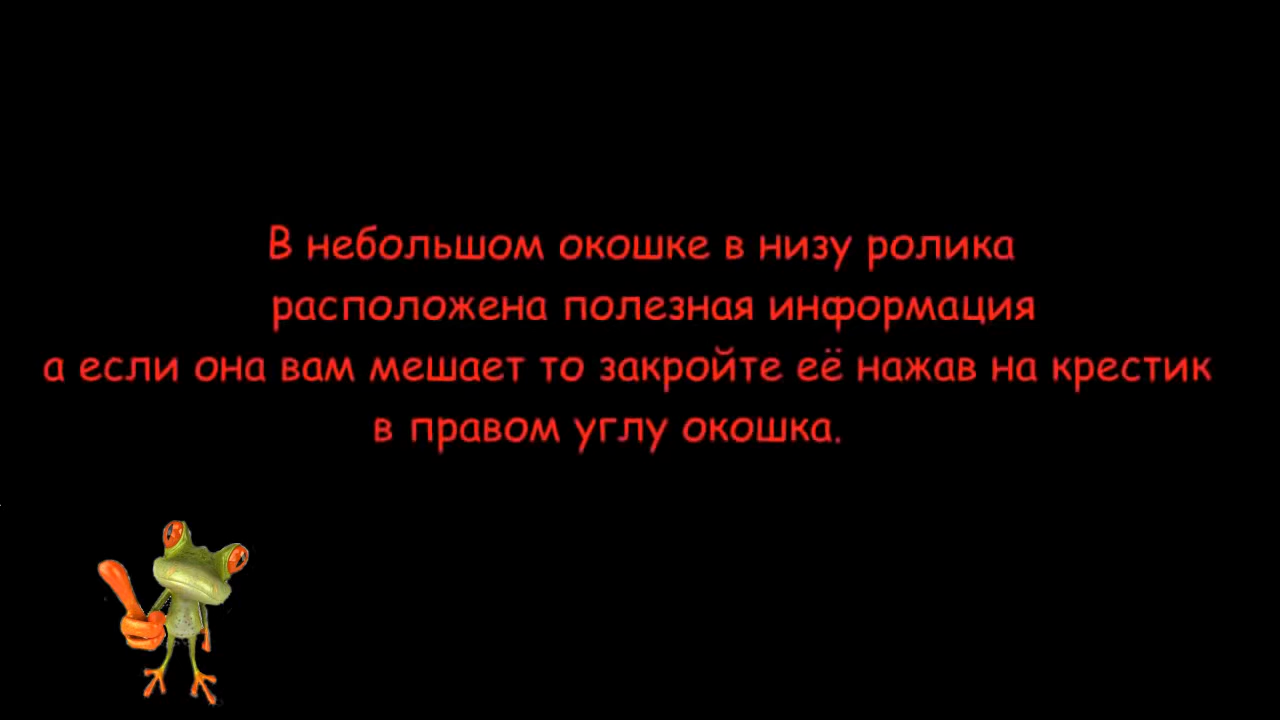 В небольшом окошке в низу ролика
расположена полезная информация
а если она вам мешает то закройте её нажав на крестик
в правом углу окошка.